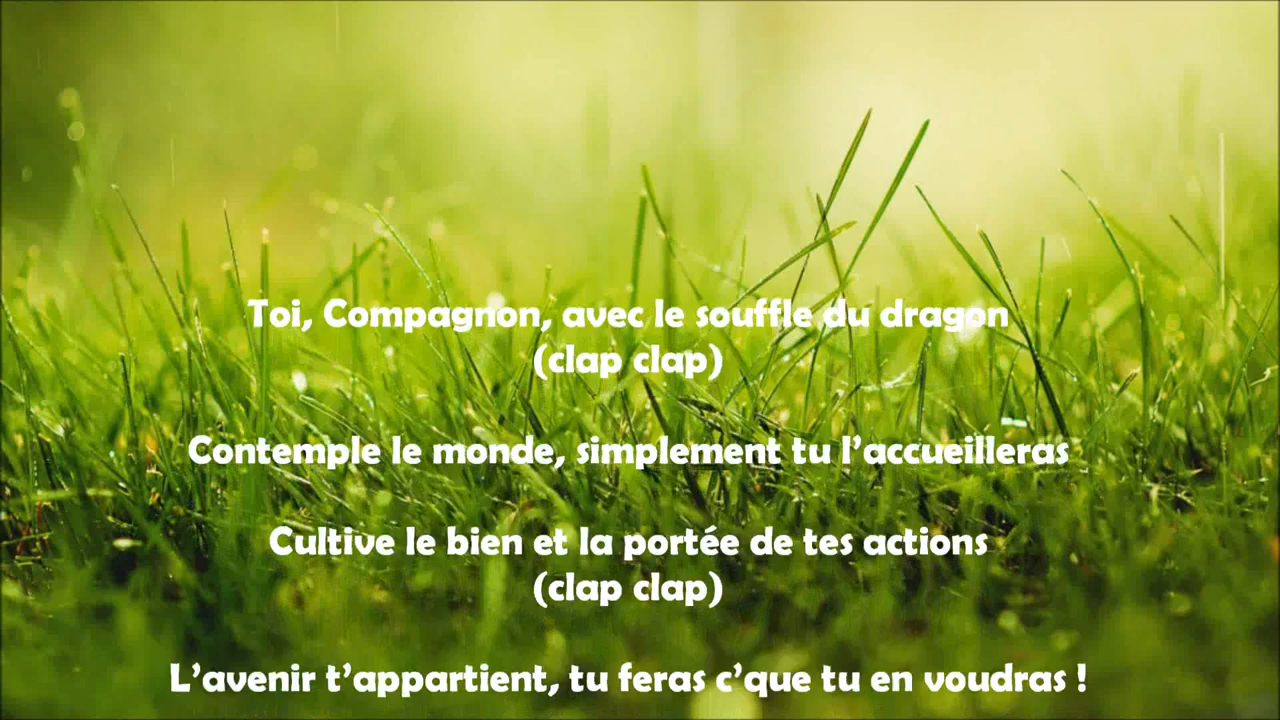 Toi, Compagnon, avec le souffle du dragon
(clap clap)
Contemple le monde, simplement tu l’accueilleras
Cultive le bien et la portée de tes actions
(clap clap)
L’avenir t’appartient, tu feras c’que tu en voudras !